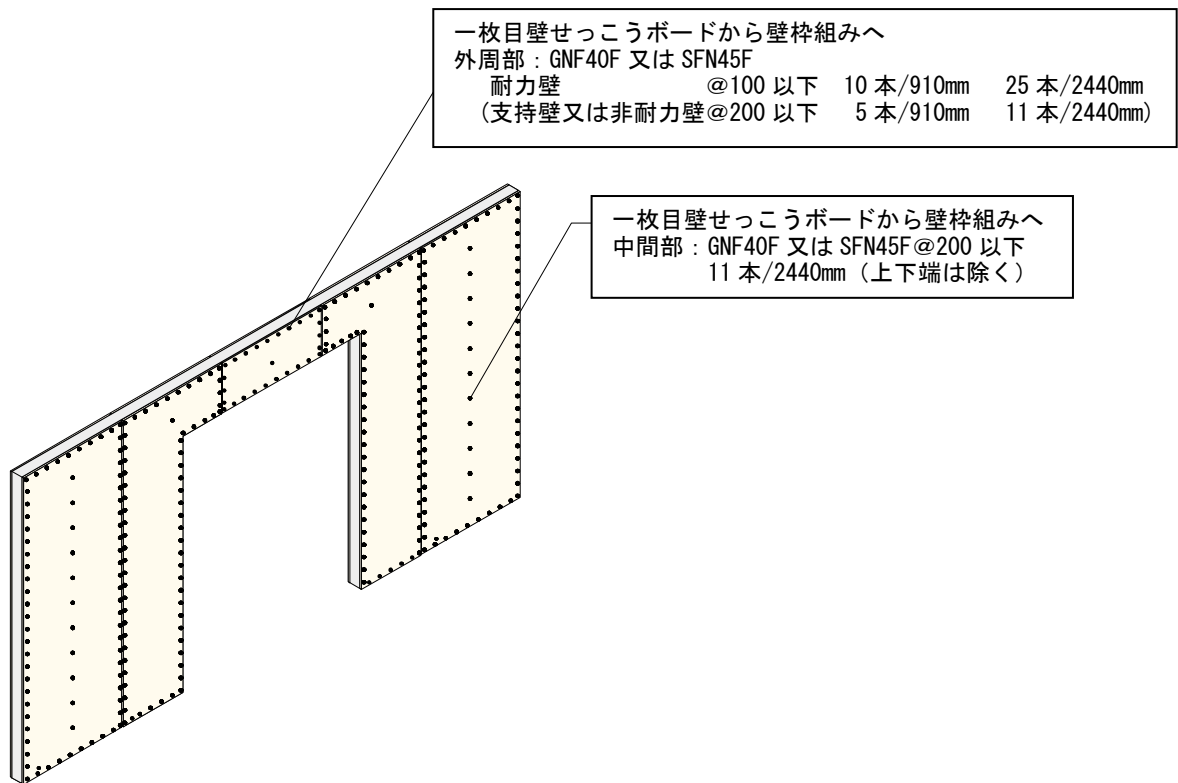 一枚目壁せっこうボードから壁枠組みへ
外周部：GNF40F 又は SFN45F
耐力壁 @100 以下 10 本/910mm 25 本/2440mm
(支持壁又は非耐力壁@200 以下 5 本/910mm 11 本/2440mm)
一枚目壁せっこうボードから壁枠組みへ
中間部：GNF40F 又は SFN45F@200 以下
11 本/2440mm（上下端は除く）